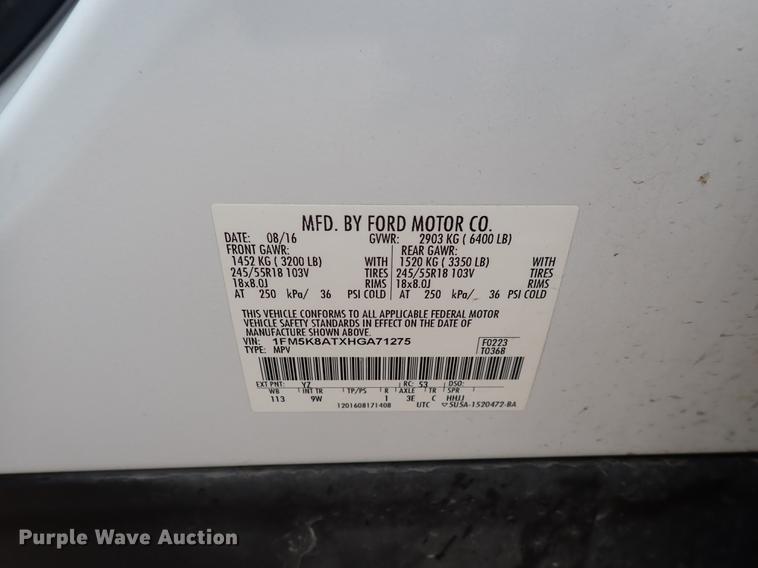 MFD. BY FORD MOTOR CO.
DATE: 08/16 GVWR: 2903 KG ( 6400 LB)
FRONT GAWR: REAR GAWR:
1452 KG ( 3200 LB) WITH 1520 KG ( 3350 LB) WITH
245/55R18 103V TIRES 245/55R18 103V TIRES
18x8.0J RIMS 18x8.0J RIMS
AT 250 kPa/ 36 PSI COLD AT 250 kPa/ 36 PSI COLD
THIS VEHICLE CONFORMS TO ALL APPLICABLE FEDERAL MOTOR
VEHICLE SAFETY STANDARDS IN EFFECT ON THE DATE OF
MANUFACTURE SHOWN ABOVE.
VIN: 1FM5K8ATXHGA71275 F0223
TYPE: MPV T0368
EXT PNT: YZ RC: 53 DSO:
WB INT TR TP/PS R AXLE TR SPR
113 9W 1 3E C HHJJ
1201608171408 UTC ▽5U5A-1520472-BA
Purple Wave Auction